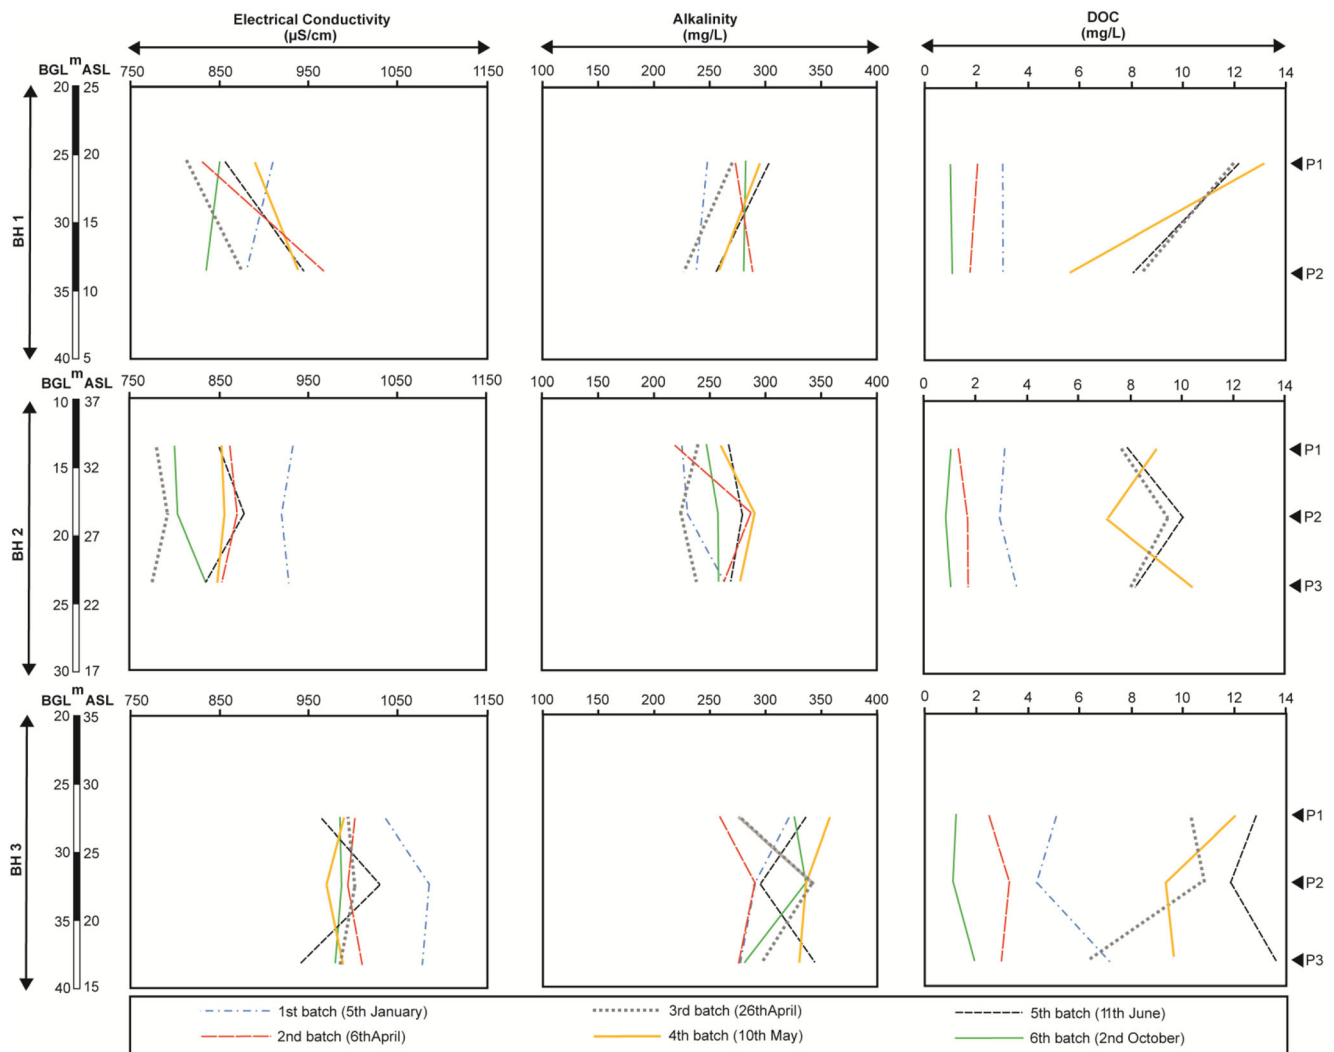 Electrical Conductivity
(µS/cm)
Alkalinity
(mg/L)
DOC
(mg/L)
BGL m ASL
750 850 950 1050 1150
100 150 200 250 300 350 400
0 2 4 6 8 10 12 14
20 25
25 20
30 15
35 10
40 5
BH 1
P1
P2
BGL m ASL
750 850 950 1050 1150
100 150 200 250 300 350 400
0 2 4 6 8 10 12 14
10 37
15 32
20 27
25 22
30 17
BH 2
P1
P2
P3
BGL m ASL
750 850 950 1050 1150
100 150 200 250 300 350 400
0 2 4 6 8 10 12 14
20 35
25 30
30 25
35 20
40 15
BH 3
P1
P2
P3
1st batch (5th January)
3rd batch (26thApril)
5th batch (11th June)
2nd batch (6thApril)
4th batch (10th May)
6th batch (2nd October)